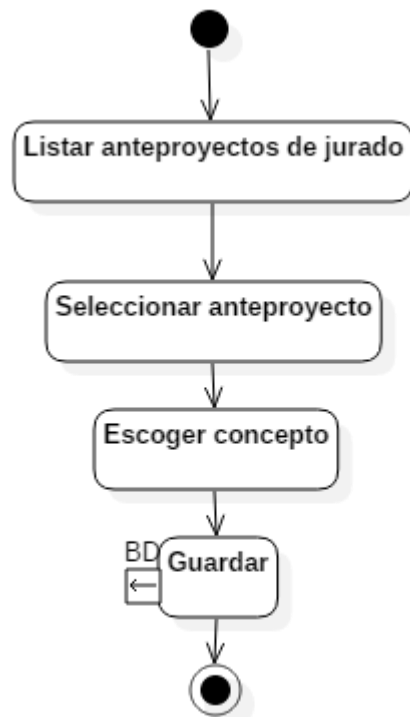 Listar anteproyectos de jurado
Seleccionar anteproyecto
Escoger concepto
BD
Guardar